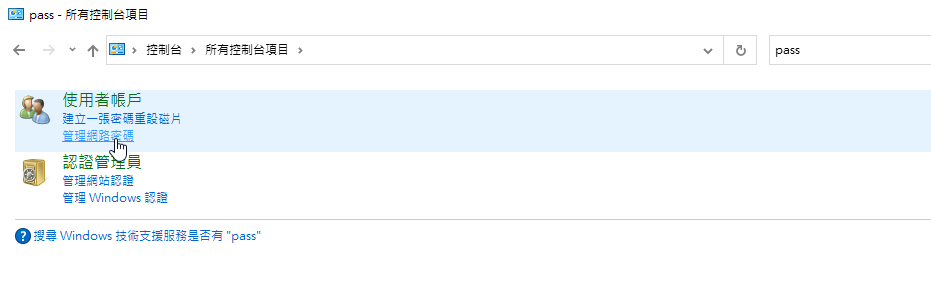 pass - 所有控制台項目
控制台 所有控制台項目 pass
使用者帳戶
建立一張密碼重設磁片
管理網路密碼
認證管理員
管理網站認證
管理 Windows 認證
搜尋 Windows 技術支援服務是否有 "pass"